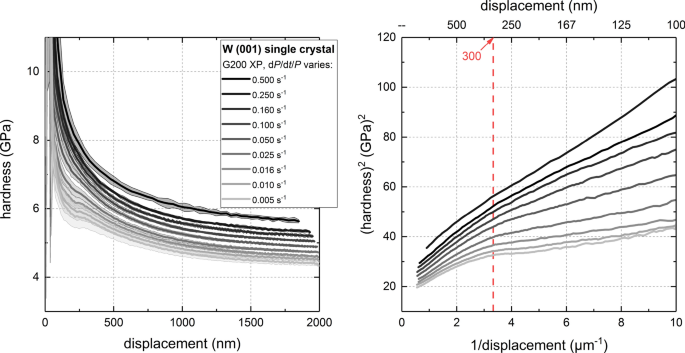 W (001) single crystal
G200 XP, dP/dt/P varies:
0.500 s⁻¹
0.250 s⁻¹
0.160 s⁻¹
0.100 s⁻¹
0.050 s⁻¹
0.025 s⁻¹
0.016 s⁻¹
0.010 s⁻¹
0.005 s⁻¹
hardness (GPa)
10
8
6
4
0 500 1000 1500 2000
displacement (nm)
displacement (nm)
-- 500 250 167 125 100
300
(hardness)² (GPa)²
120
100
80
60
40
20
0 2 4 6 8 10
1/displacement (μm⁻¹)